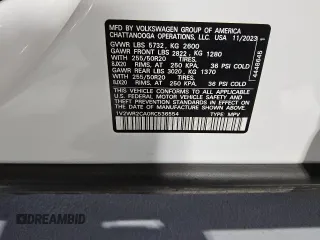 MFD BY VOLKSWAGEN GROUP OF AMERICA
CHATTANOOGA OPERATIONS, LLC USA 11/2023
GVWR LBS 5732, KG 2600
GAWR FRONT LBS 2822, KG 1280
WITH 255/50R20 TIRES,
8JX20 RIMS, AT 250 KPA, 36 PSI COLD
GAWR REAR LBS 3020, KG 1370
WITH 255/50R20 TIRES,
8JX20 RIMS, AT 250 KPA, 36 PSI COLD
THIS VEHICLE CONFORMS TO ALL APPLICABLE
U.S. FEDERAL MOTOR VEHICLE SAFETY AND
THEFT PREVENTION STANDARDS IN EFFECT ON
THE DATE OF MANUFACTURE SHOWN ABOVE.
1V2WR2CA0RC536554 TYPE: MPV
4448646
DREAMBID